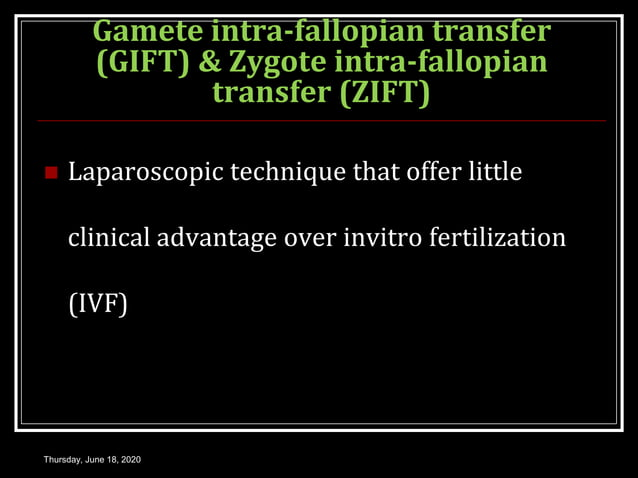 Gamete intra-fallopian transfer
(GIFT) & Zygote intra-fallopian
transfer (ZIFT)
Laparoscopic technique that offer little
clinical advantage over invitro fertilization
(IVF)
Thursday, June 18, 2020